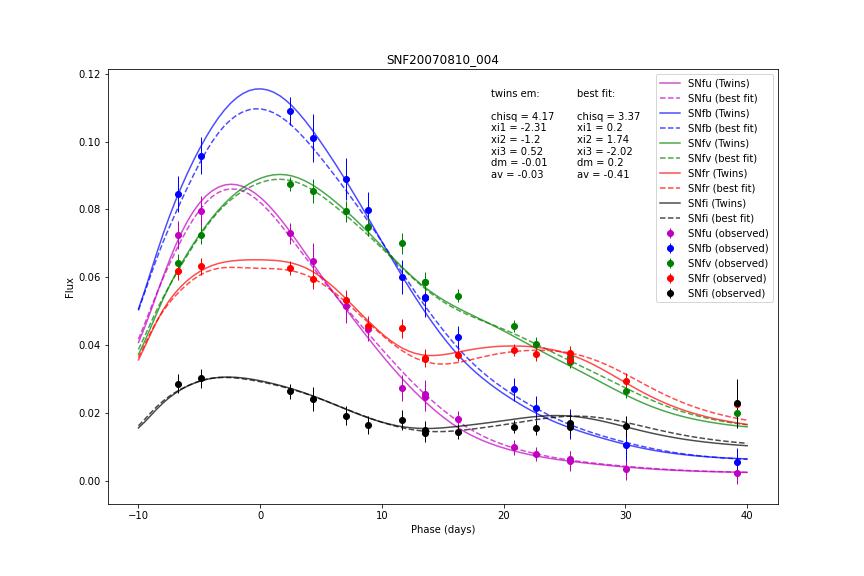 SNF20070810_004
0.12
0.10
0.08
0.06
0.04
0.02
0.00
Flux
−10
0
10
20
30
40
Phase (days)
twins em:
chisq = 4.17
xi1 = -2.31
xi2 = -1.2
xi3 = 0.52
dm = -0.01
av = -0.03
best fit:
chisq = 3.37
xi1 = 0.2
xi2 = 1.74
xi3 = -2.02
dm = 0.2
av = -0.41
SNfu (Twins)
SNfu (best fit)
SNfb (Twins)
SNfb (best fit)
SNfv (Twins)
SNfv (best fit)
SNfr (Twins)
SNfr (best fit)
SNfi (Twins)
SNfi (best fit)
SNfu (observed)
SNfb (observed)
SNfv (observed)
SNfr (observed)
SNfi (observed)